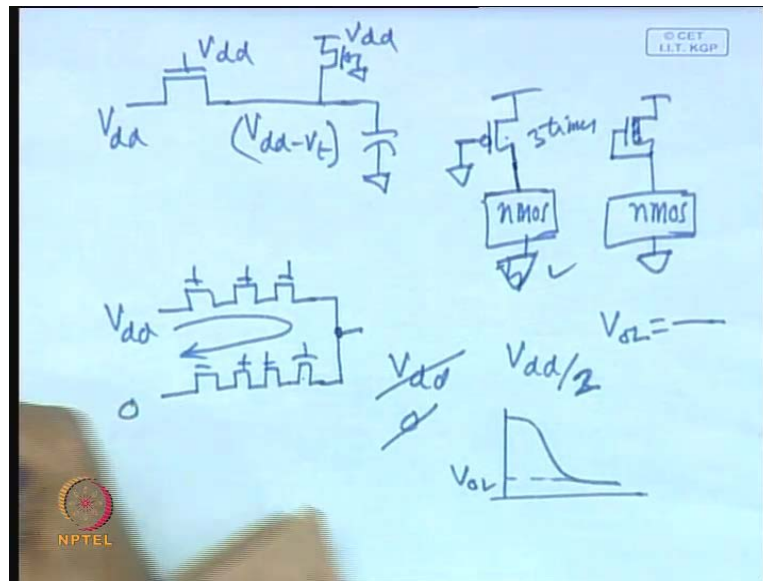 © CET
I.I.T. KGP
Vdd
Vdd
Vdd
(Vdd-Vt)
3 times
nMOS
nMOS
Vdd
0
Vdd
0
Vdd/2
VOL =
VOL
NPTEL